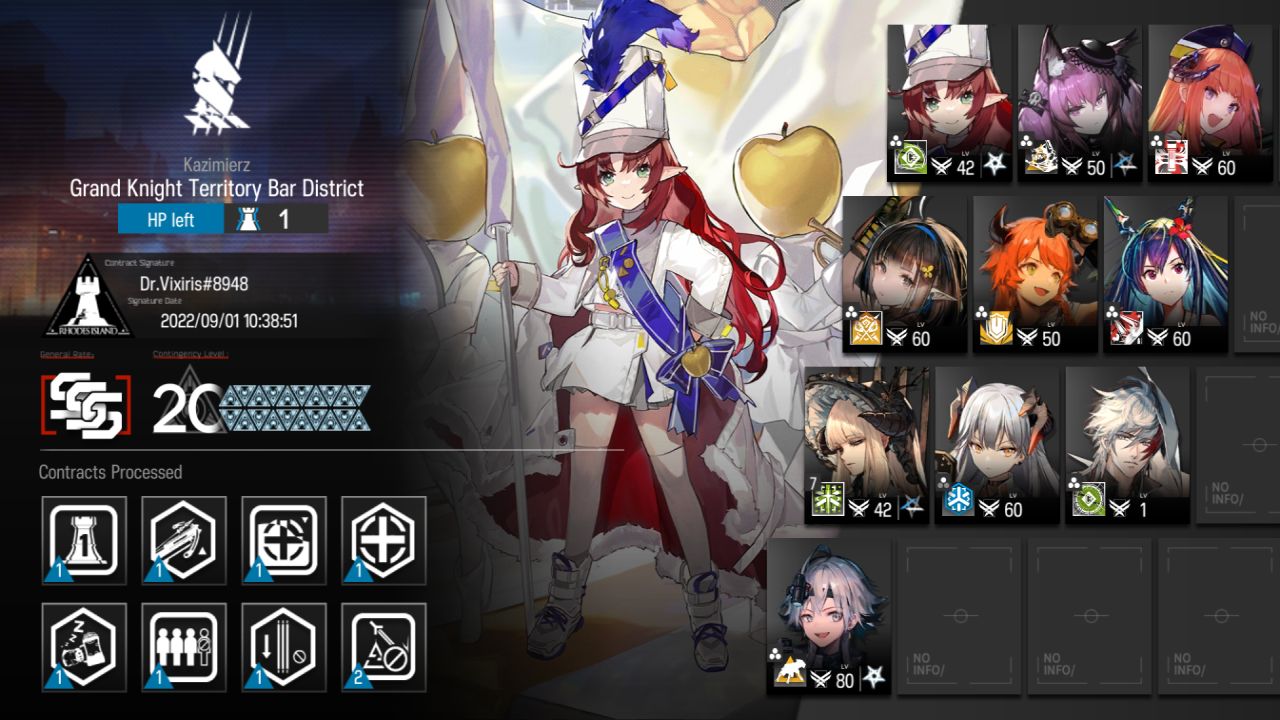 Kazimierz
Grand Knight Territory Bar District
HP left 1
Contract Signature
Dr.Vixiris#8948
Signature Date
2022/09/01 10:38:51
RHODES ISLAND
General Rate:
Contingency Level :
SSS
20
Contracts Processed
1
1
1
1
1
1
1
1
2
LV
42
LV
50
LV
60
LV
60
LV
50
LV
60
NO
INFO/
7
LV
42
LV
60
LV
1
NO
INFO/
LV
80
NO
INFO/
NO
INFO/
NO
INFO/